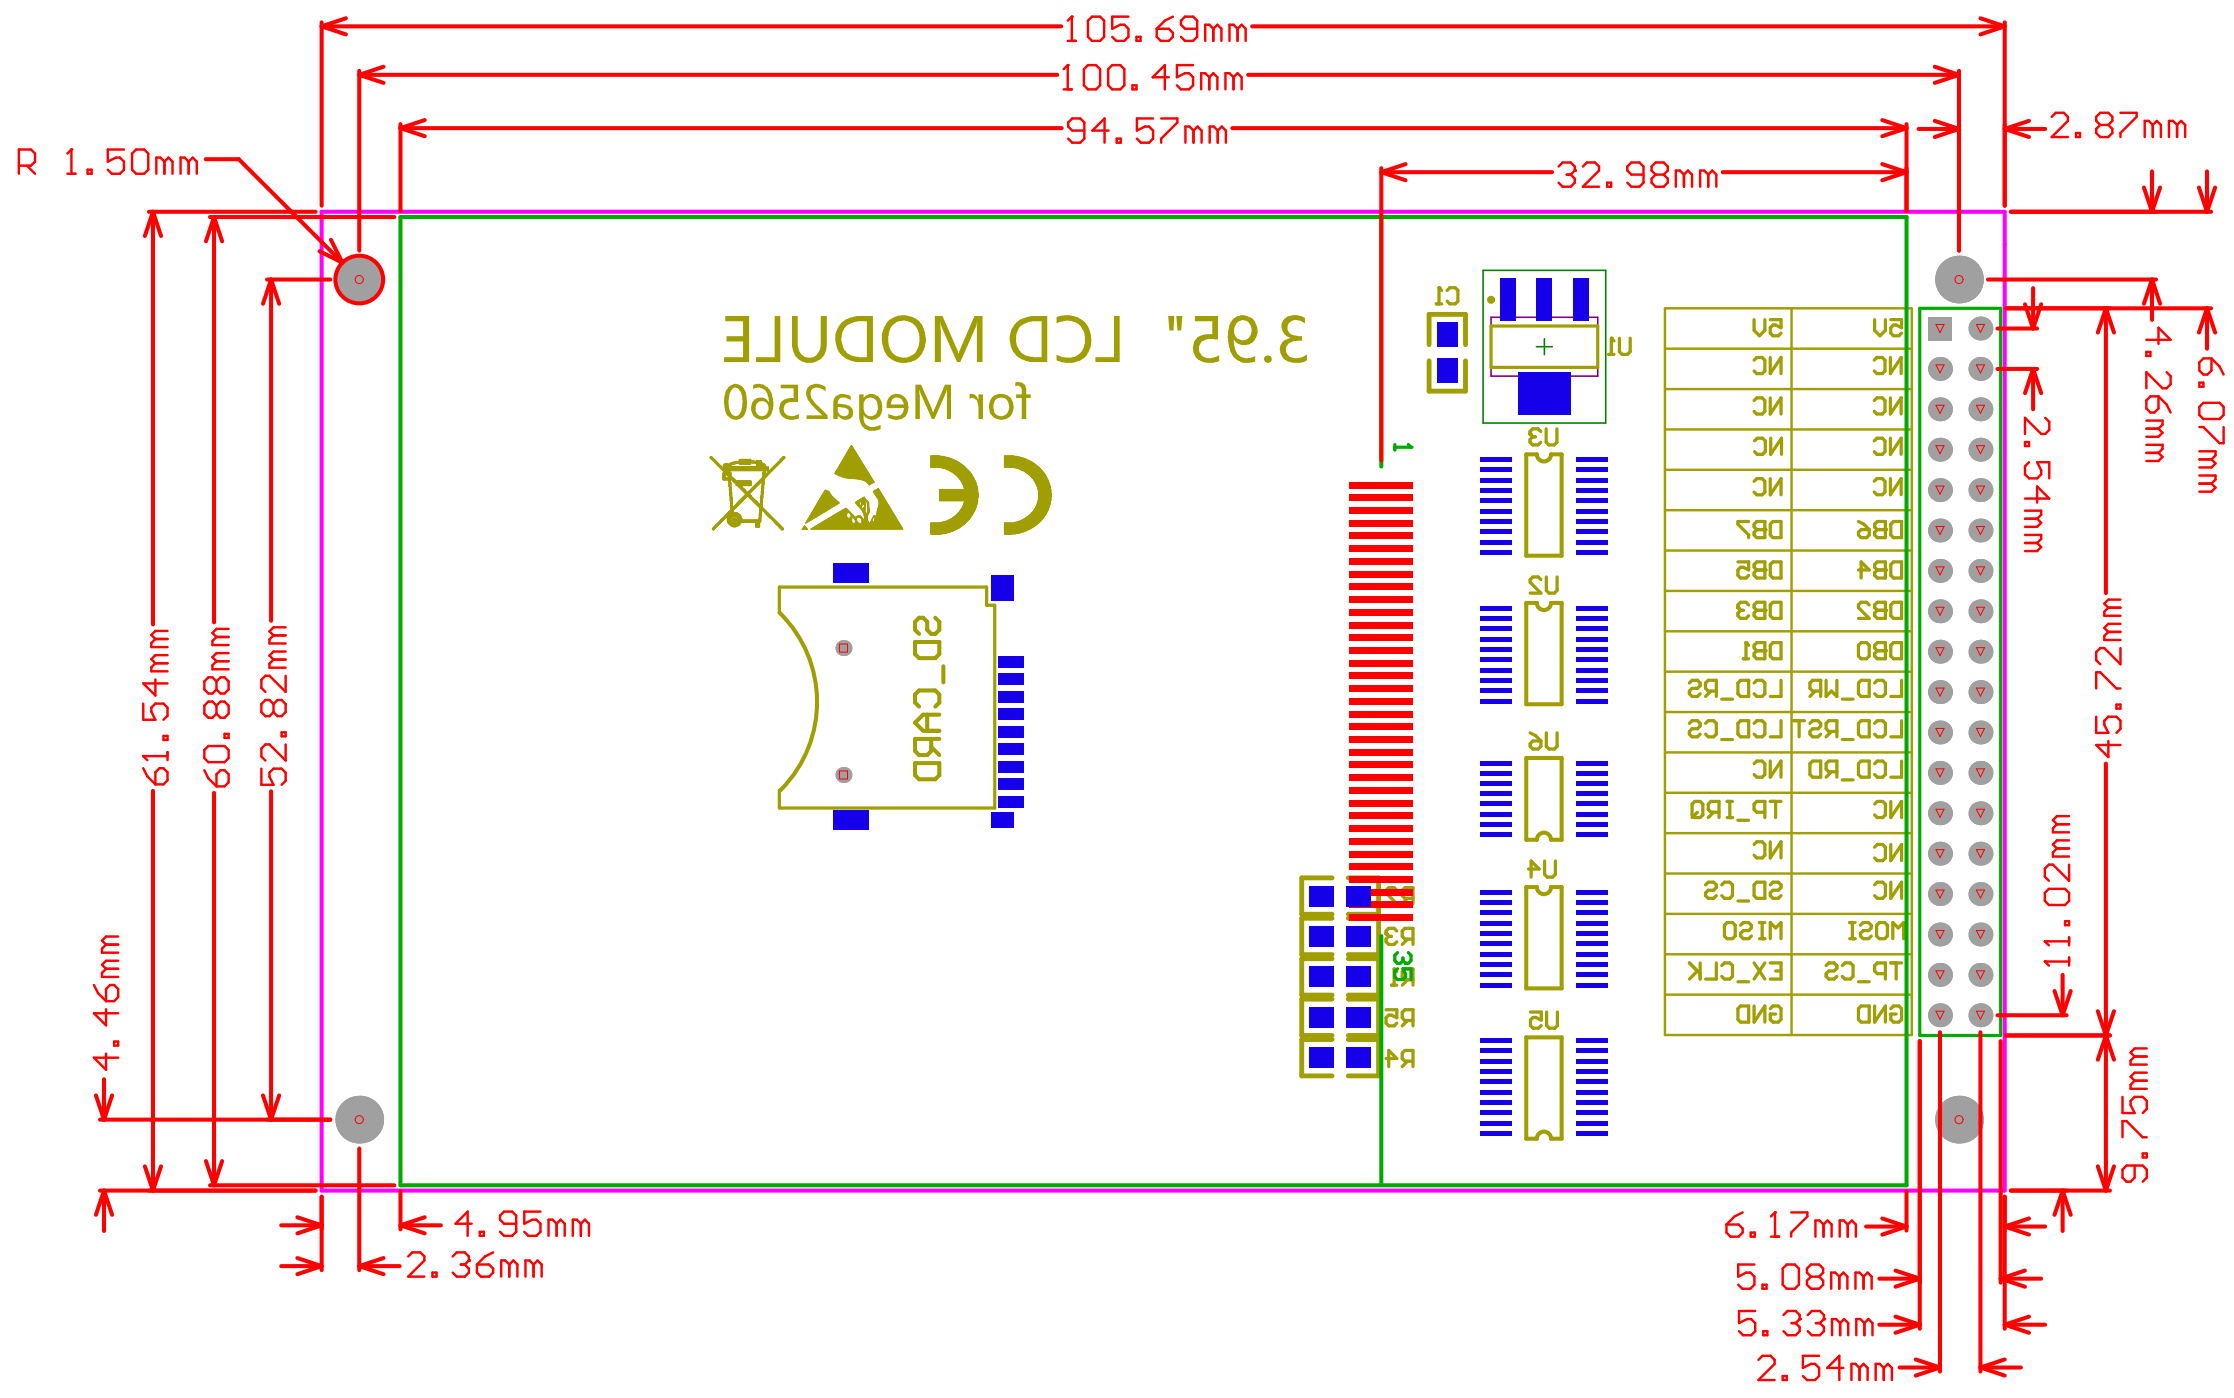 105.69mm
100.45mm
94.57mm
2.87mm
32.98mm
R 1.50mm
3.95" LCD MODULE
for Mega2560
CE
C1
U1
1
U3
U2
U6
U4
U5
SD_CARD
R3
35
R1
R5
R4
5V 5V
NC NC
NC NC
NC NC
NC NC
DB7 DB6
DB5 DB4
DB3 DB2
DB1 DB0
LCD_RS LCD_WR
LCD_CS LCD_RST
NC LCD_RD
TP_IRQ NC
NC NC
SD_CS NC
MISO MOSI
EX_CLK TP_CS
GND GND
4.26mm
6.07mm
2.54mm
61.54mm
60.88mm
52.82mm
45.72mm
11.02mm
4.46mm
9.75mm
4.95mm
2.36mm
6.17mm
5.08mm
5.33mm
2.54mm